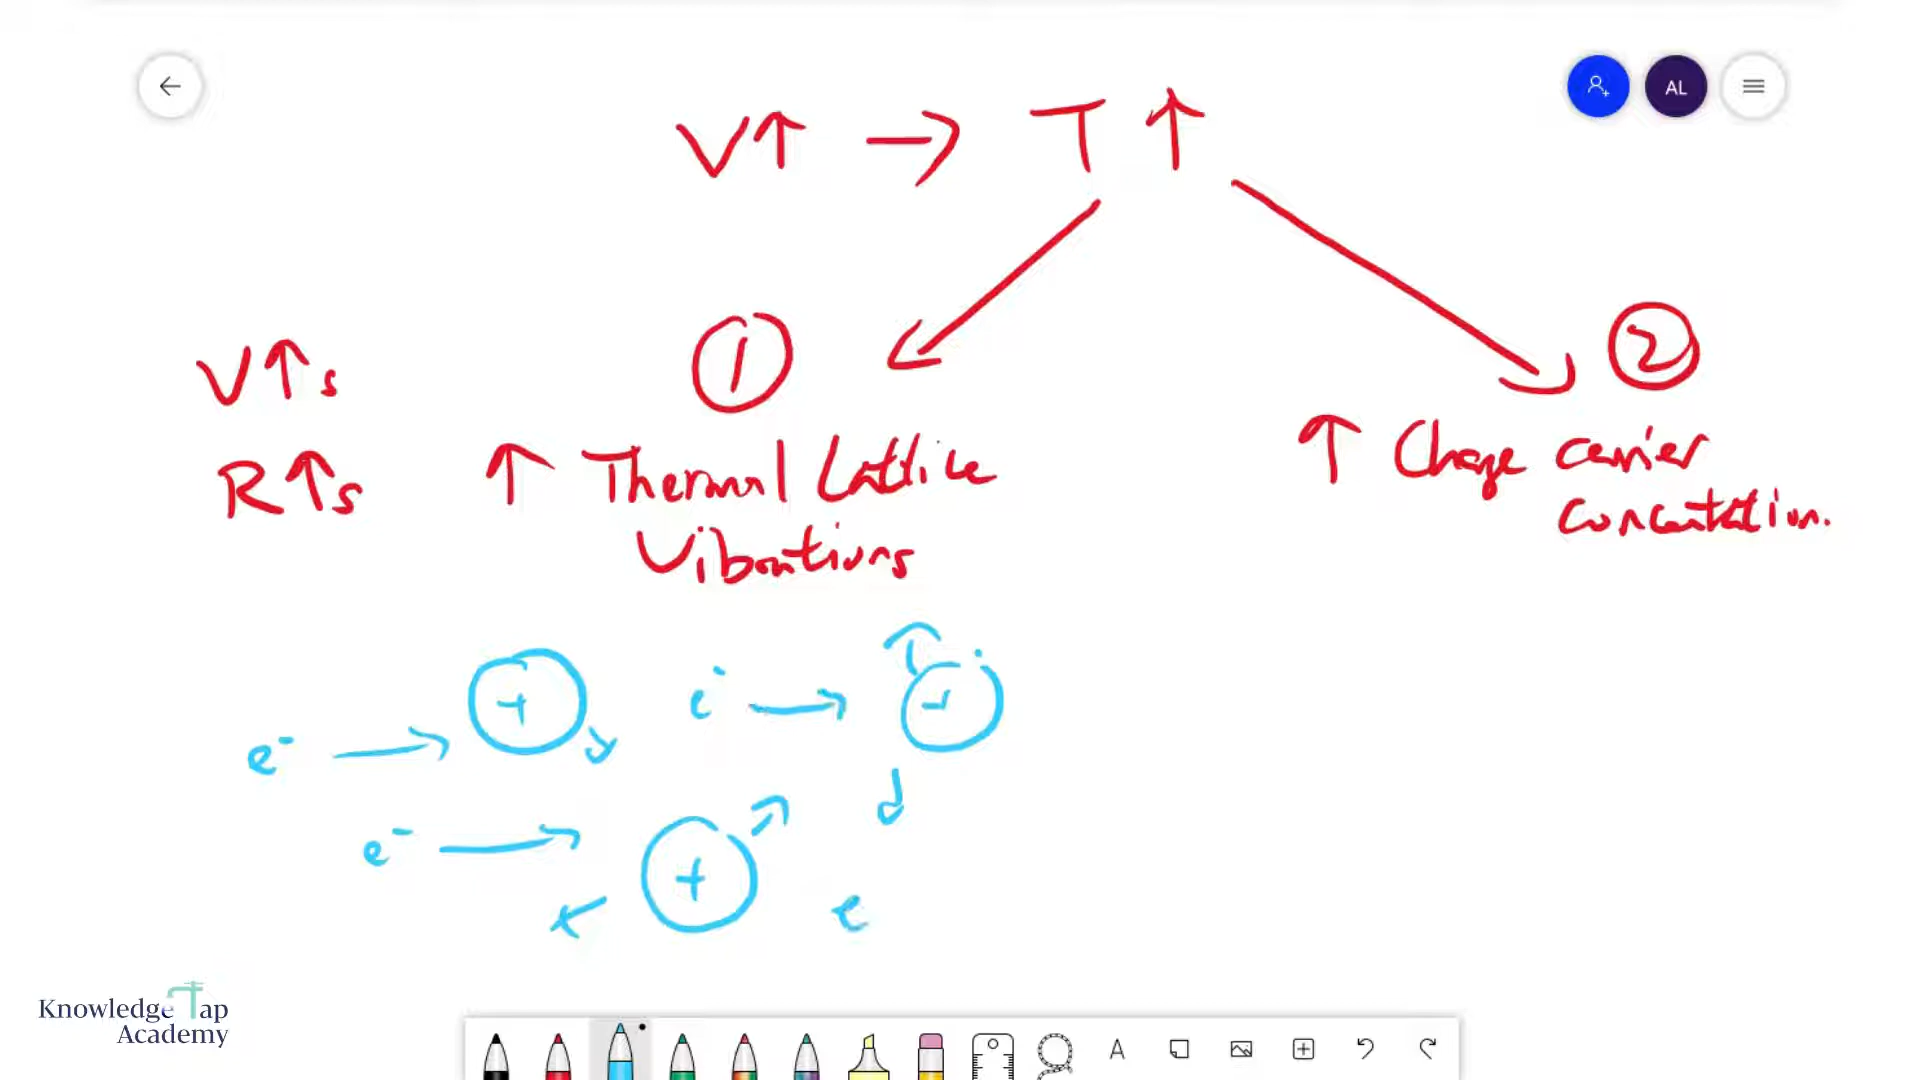 AL
V↑ → T ↑
①
②
V↑s
R↑s
↑ Thermal Lattice
Vibrations
↑ Charge carrier
concentration.
+
e⁻ →
e⁻ →
+
e⁻ →
+
e
Knowledge Tap
Academy
A